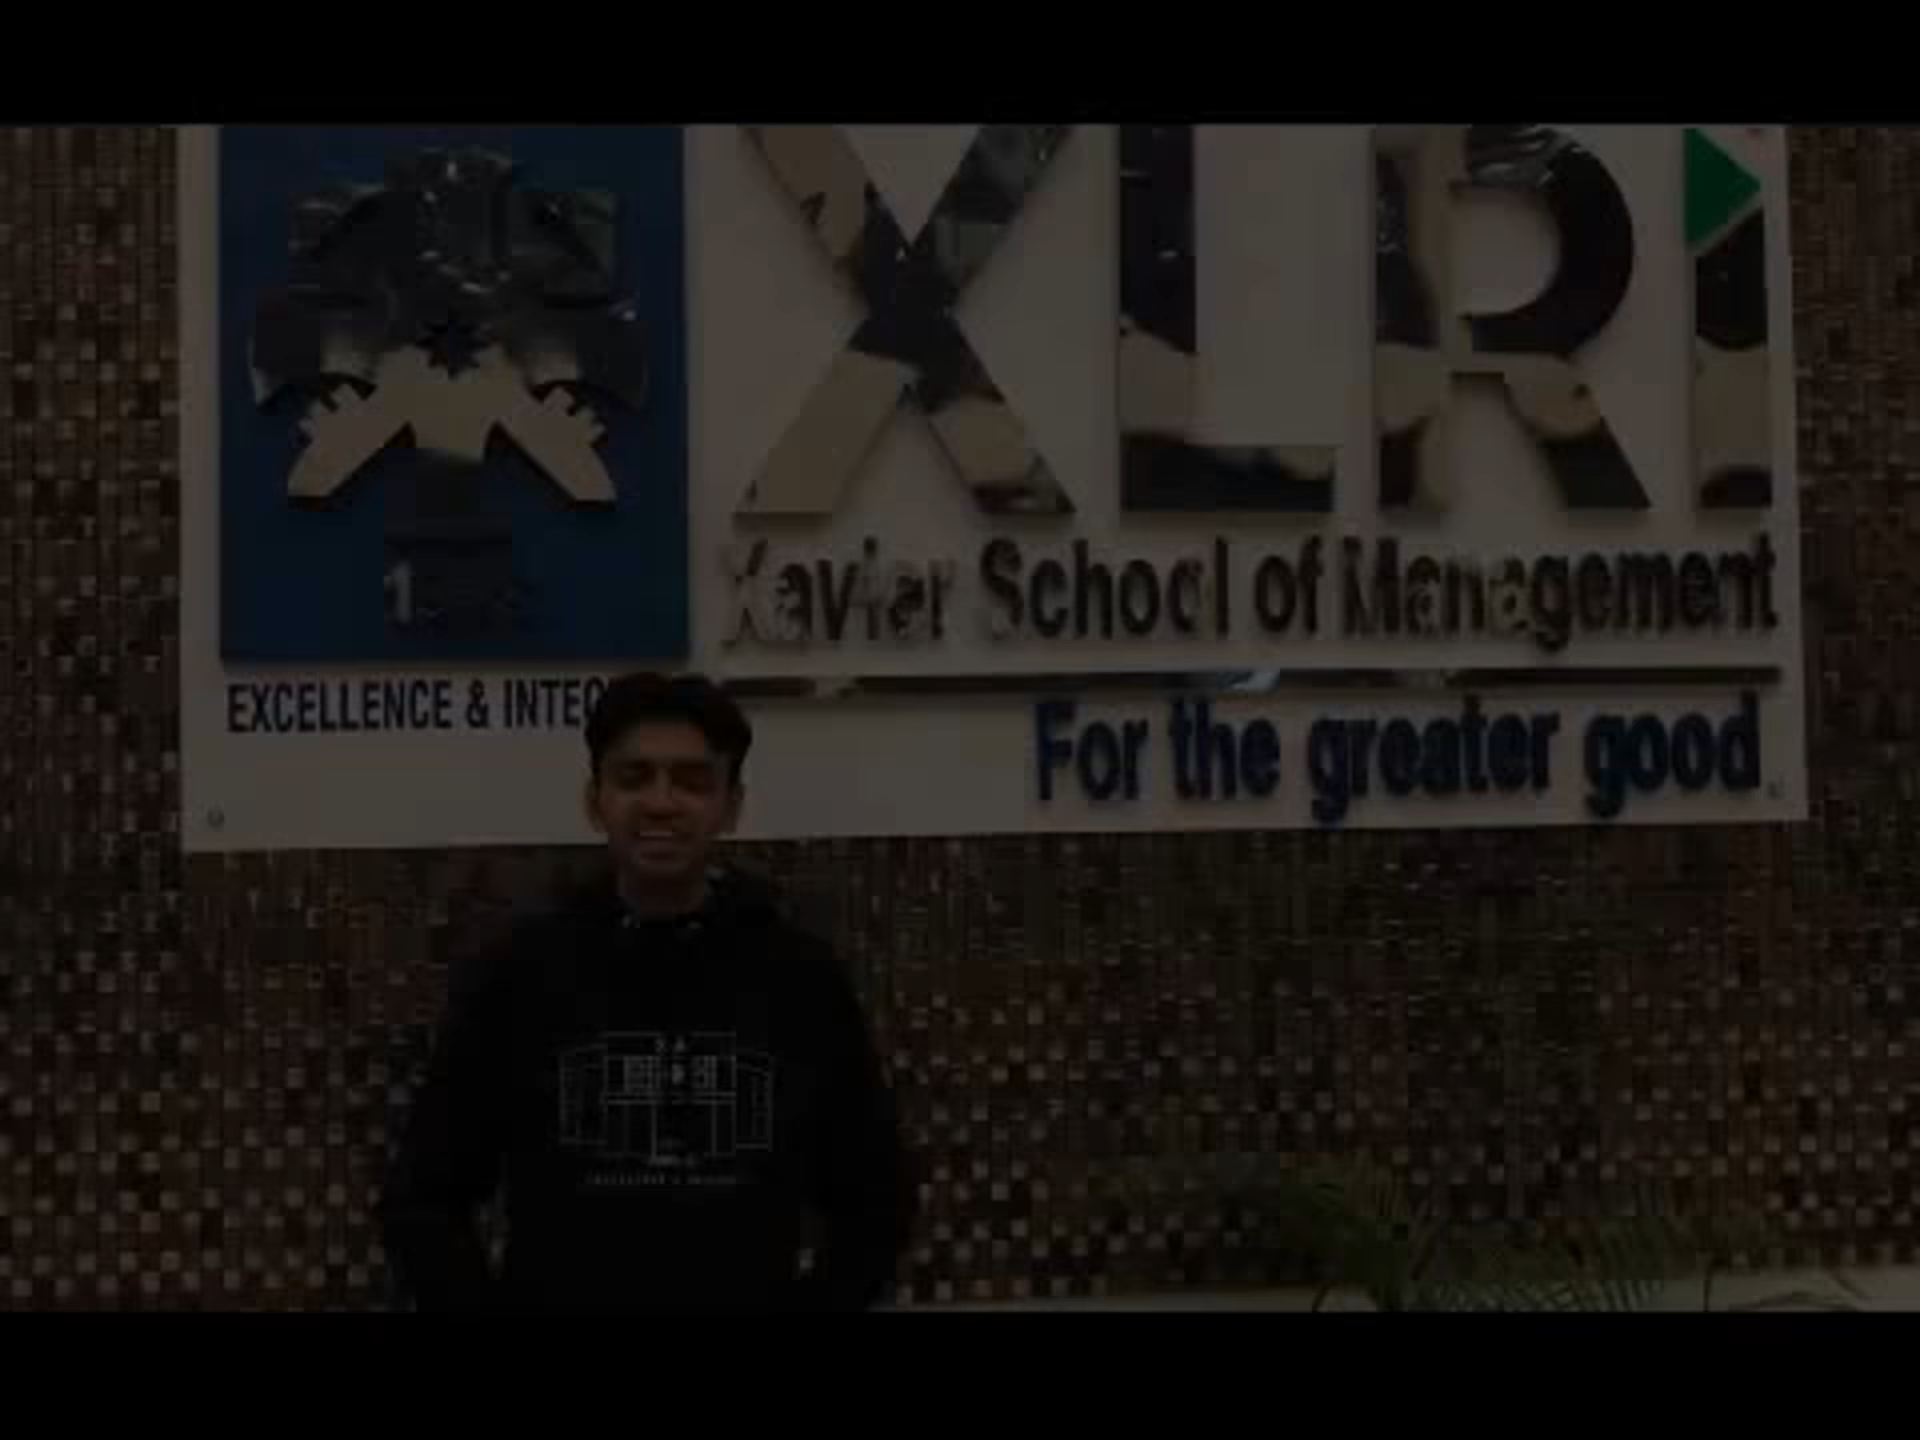 XLRI
Xavier School of Management
EXCELLENCE & INTEG
For the greater good